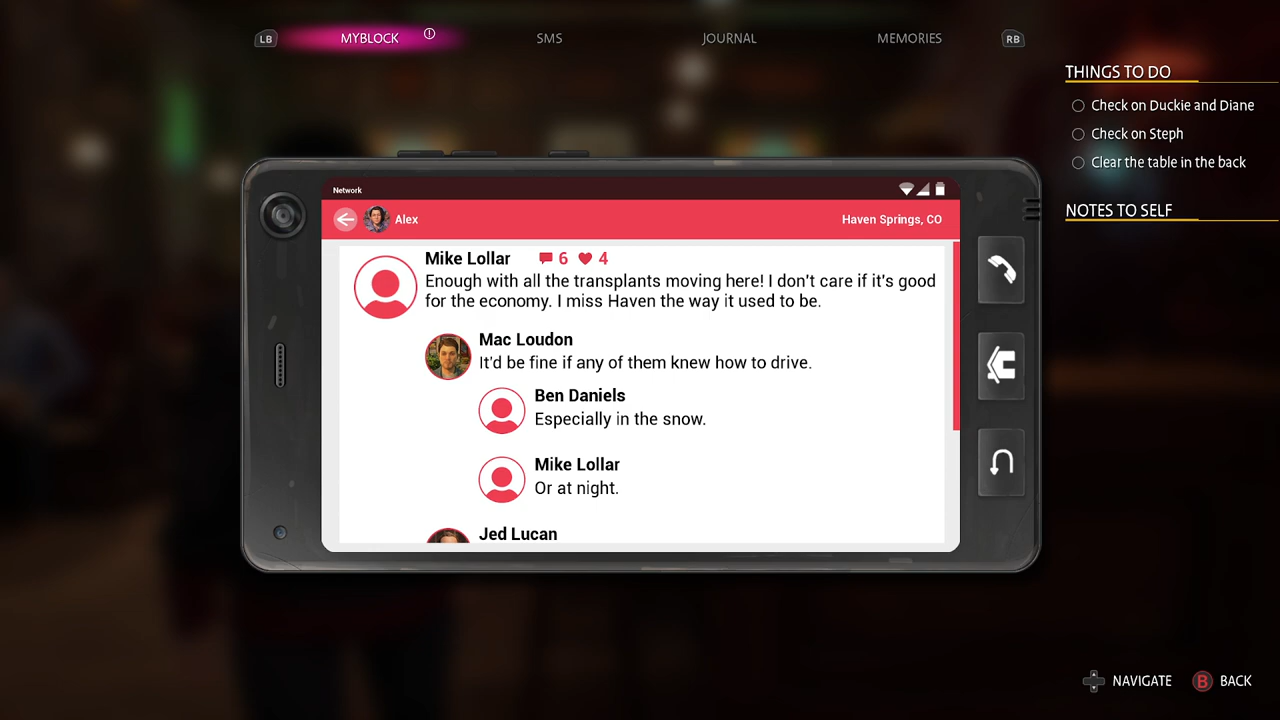 LB
MYBLOCK
SMS
JOURNAL
MEMORIES
RB
THINGS TO DO
Check on Duckie and Diane
Check on Steph
Clear the table in the back
NOTES TO SELF
Network
Alex
Haven Springs, CO
Mike Lollar 6 4
Enough with all the transplants moving here! I don't care if it's good
for the economy. I miss Haven the way it used to be.
Mac Loudon
It'd be fine if any of them knew how to drive.
Ben Daniels
Especially in the snow.
Mike Lollar
Or at night.
Jed Lucan
NAVIGATE
B BACK